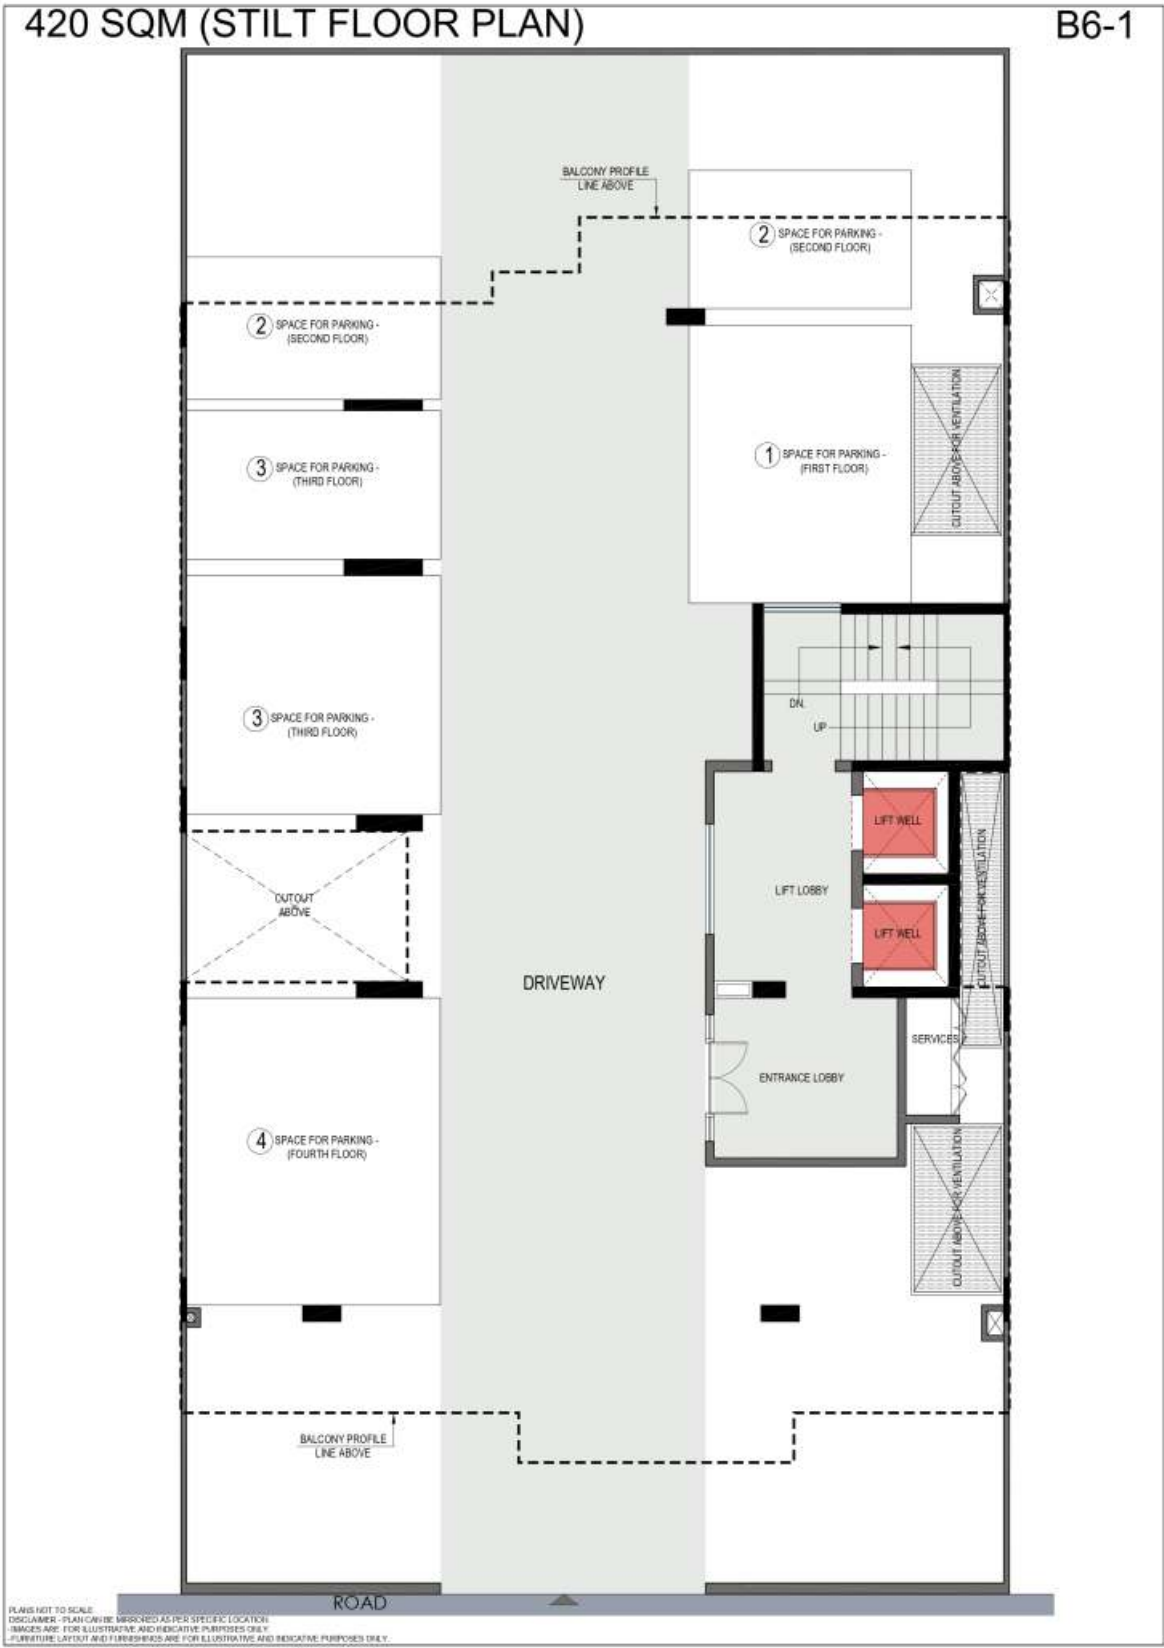 420 SQM (STILT FLOOR PLAN)
B6-1
BALCONY PROFILE
LINE ABOVE
2 SPACE FOR PARKING -
(SECOND FLOOR)
2 SPACE FOR PARKING -
(SECOND FLOOR)
CUTOUT ABOVE FOR VENTILATION
3 SPACE FOR PARKING -
(THIRD FLOOR)
1 SPACE FOR PARKING -
(FIRST FLOOR)
3 SPACE FOR PARKING -
(THIRD FLOOR)
DN.
UP
LIFT WELL
CUTOUT ABOVE FOR VENTILATION
CUTOUT
ABOVE
LIFT LOBBY
LIFT WELL
DRIVEWAY
SERVICES
ENTRANCE LOBBY
4 SPACE FOR PARKING -
(FOURTH FLOOR)
CUTOUT ABOVE FOR VENTILATION
BALCONY PROFILE
LINE ABOVE
ROAD
PLANS NOT TO SCALE
DISCLAIMER - PLAN CAN BE MIRRORED AS PER SPECIFIC LOCATION
- IMAGES ARE FOR ILLUSTRATIVE AND INDICATIVE PURPOSES ONLY.
- FURNITURE LAYOUT AND FURNISHINGS ARE FOR ILLUSTRATIVE AND INDICATIVE PURPOSES ONLY.